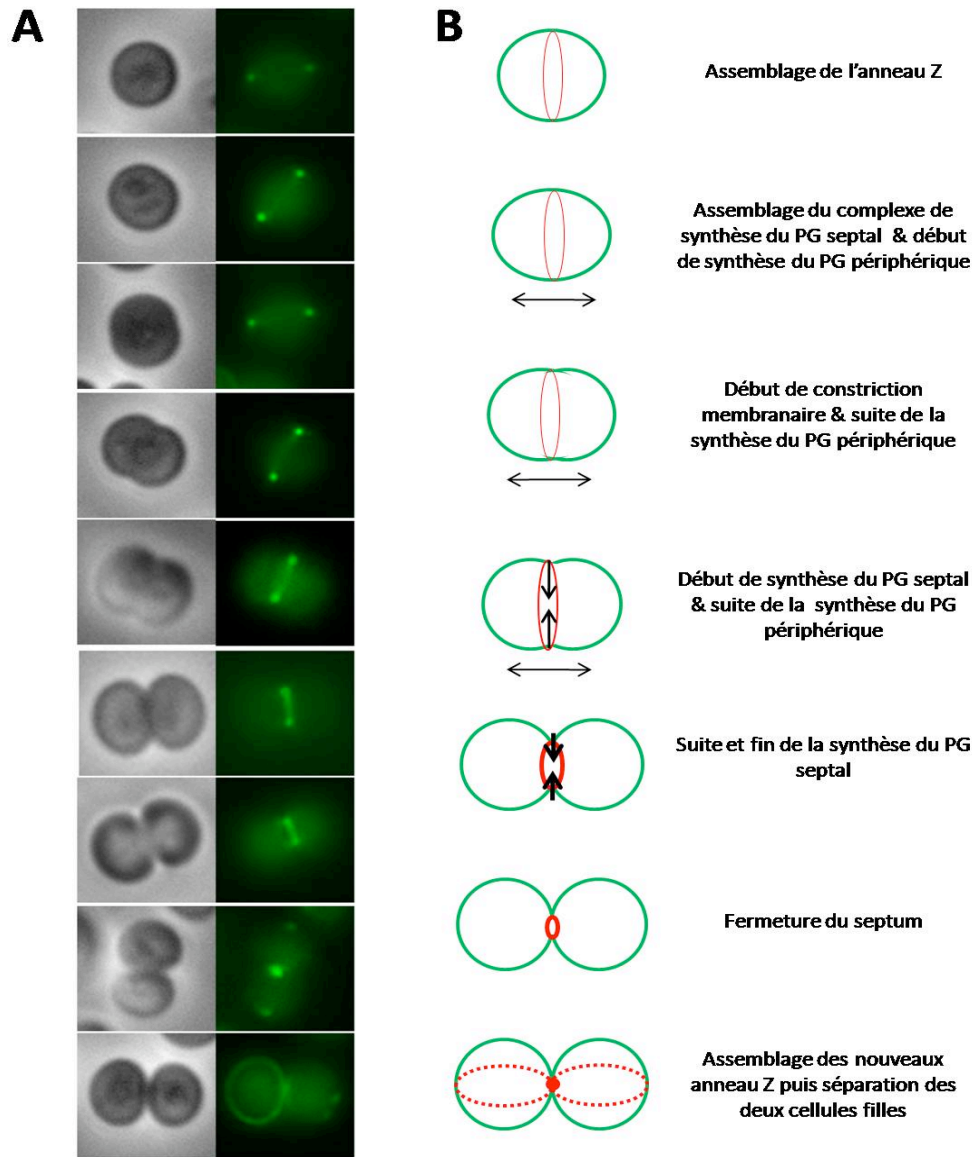 A
B
Assemblage de l'anneau Z
Assemblage du complexe de
synthèse du PG septal & début
de synthèse du PG périphérique
Début de constriction
membranaire & suite de la
synthèse du PG périphérique
Début de synthèse du PG septal
& suite de la synthèse du PG
périphérique
Suite et fin de la synthèse du PG
septal
Fermeture du septum
Assemblage des nouveaux
anneau Z puis séparation des
deux cellules filles